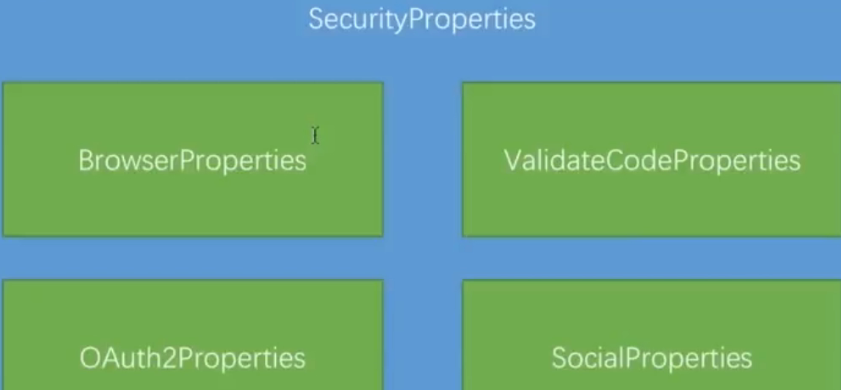 SecurityProperties
BrowserProperties
ValidateCodeProperties
OAuth2Properties
SocialProperties